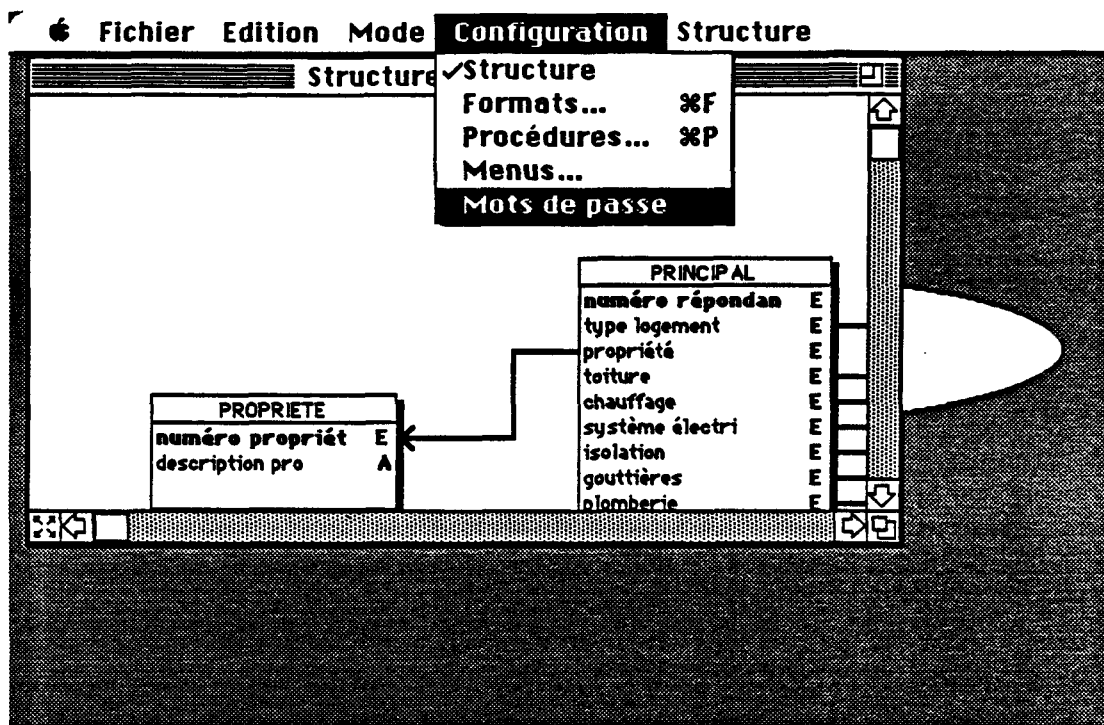 Fichier Edition Mode Configuration Structure
Structure
✓Structure
Formats... ⌘F
Procédures... ⌘P
Menus...
Mots de passe
PRINCIPAL
numéro répondan E
type logement E
propriété E
toiture E
chauffage E
système électri E
isolation E
gouttières E
plomberie E
PROPRIETE
numéro propriét E
description pro A